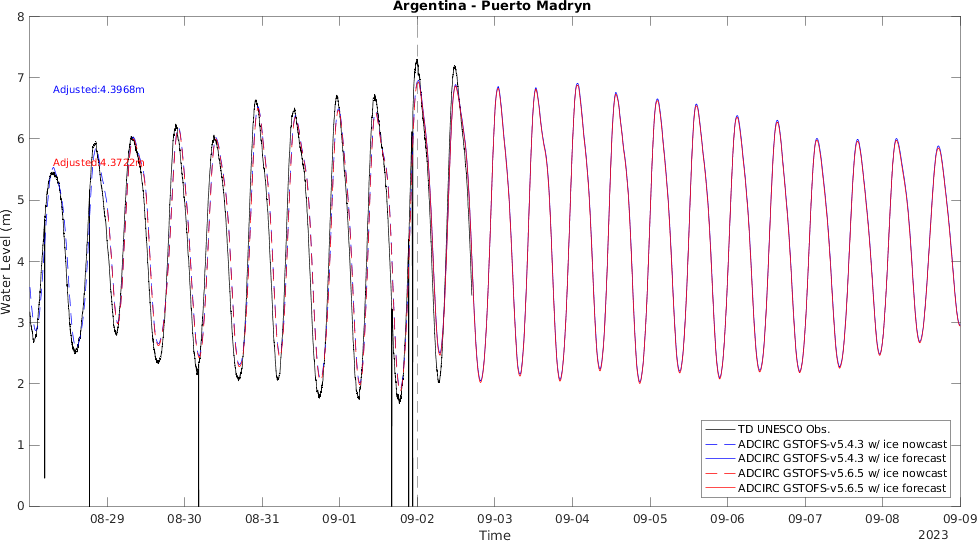 Argentina - Puerto Madryn
8
7
6
5
4
3
2
1
0
Water Level (m)
Adjusted:4.3968m
Adjusted:4.3722m
TD UNESCO Obs.
ADCIRC GSTOFS-v5.4.3 w/ ice nowcast
ADCIRC GSTOFS-v5.4.3 w/ ice forecast
ADCIRC GSTOFS-v5.6.5 w/ ice nowcast
ADCIRC GSTOFS-v5.6.5 w/ ice forecast
08-29 08-30 08-31 09-01 09-02 09-03 09-04 09-05 09-06 09-07 09-08 09-09
Time
2023